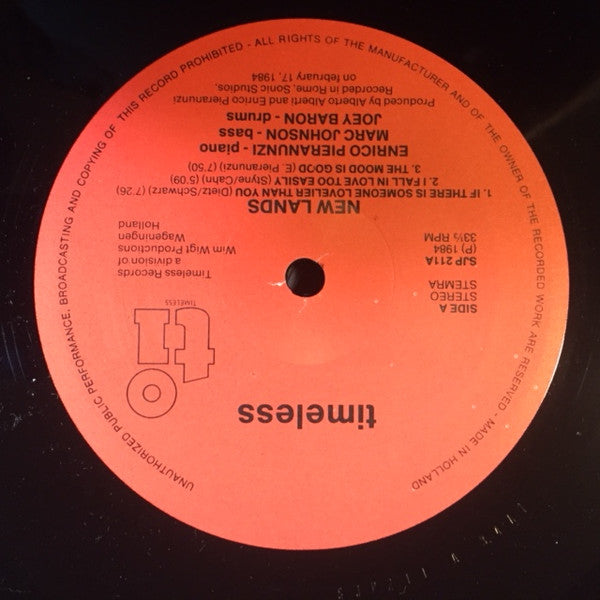 timeless
TIMELESS
SIDE A
STEREO
STEMRA
SJP 211A
(P) 1984
33⅓ RPM
Timeless Records
a division of
Wim Wigt Productions
Wageningen
Holland
NEW LANDS
1. IF THERE IS SOMEONE LOVELIER THAN YOU (Dietz/Schwarz) (7:26)
2. I FALL IN LOVE TOO EASILY (Styne/Cahn) (5:09)
3. THE MOOD IS GOOD (E. Pieranunzi) (7:50)
ENRICO PIERANUNZI - piano
MARC JOHNSON - bass
JOEY BARON - drums
Produced by Alberto Alberti and Enrico Pieranunzi
Recorded in Rome, Sonic Studios,
on february 17, 1984
UNAUTHORIZED PUBLIC PERFORMANCE, BROADCASTING AND COPYING OF THIS RECORD PROHIBITED - ALL RIGHTS OF THE MANUFACTURER AND OF THE OWNER OF THE RECORDED WORK ARE RESERVED - MADE IN HOLLAND